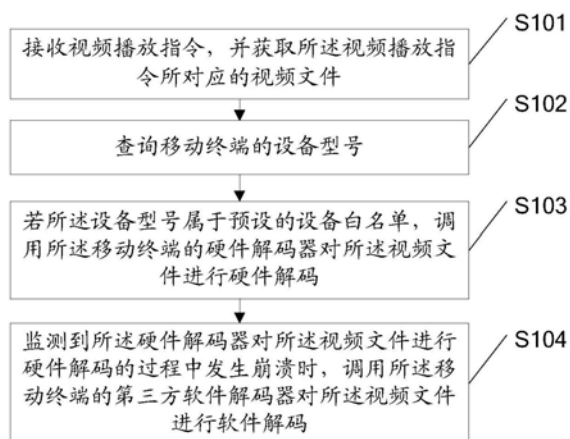 接收视频播放指令，并获取所述视频播放指
令所对应的视频文件
S101
查询移动终端的设备型号
S102
若所述设备型号属于预设的设备白名单，调
用所述移动终端的硬件解码器对所述视频文
件进行硬件解码
S103
监测到所述硬件解码器对所述视频文件进行
硬件解码的过程中发生崩溃时，调用所述移
动终端的第三方软件解码器对所述视频文件
进行软件解码
S104